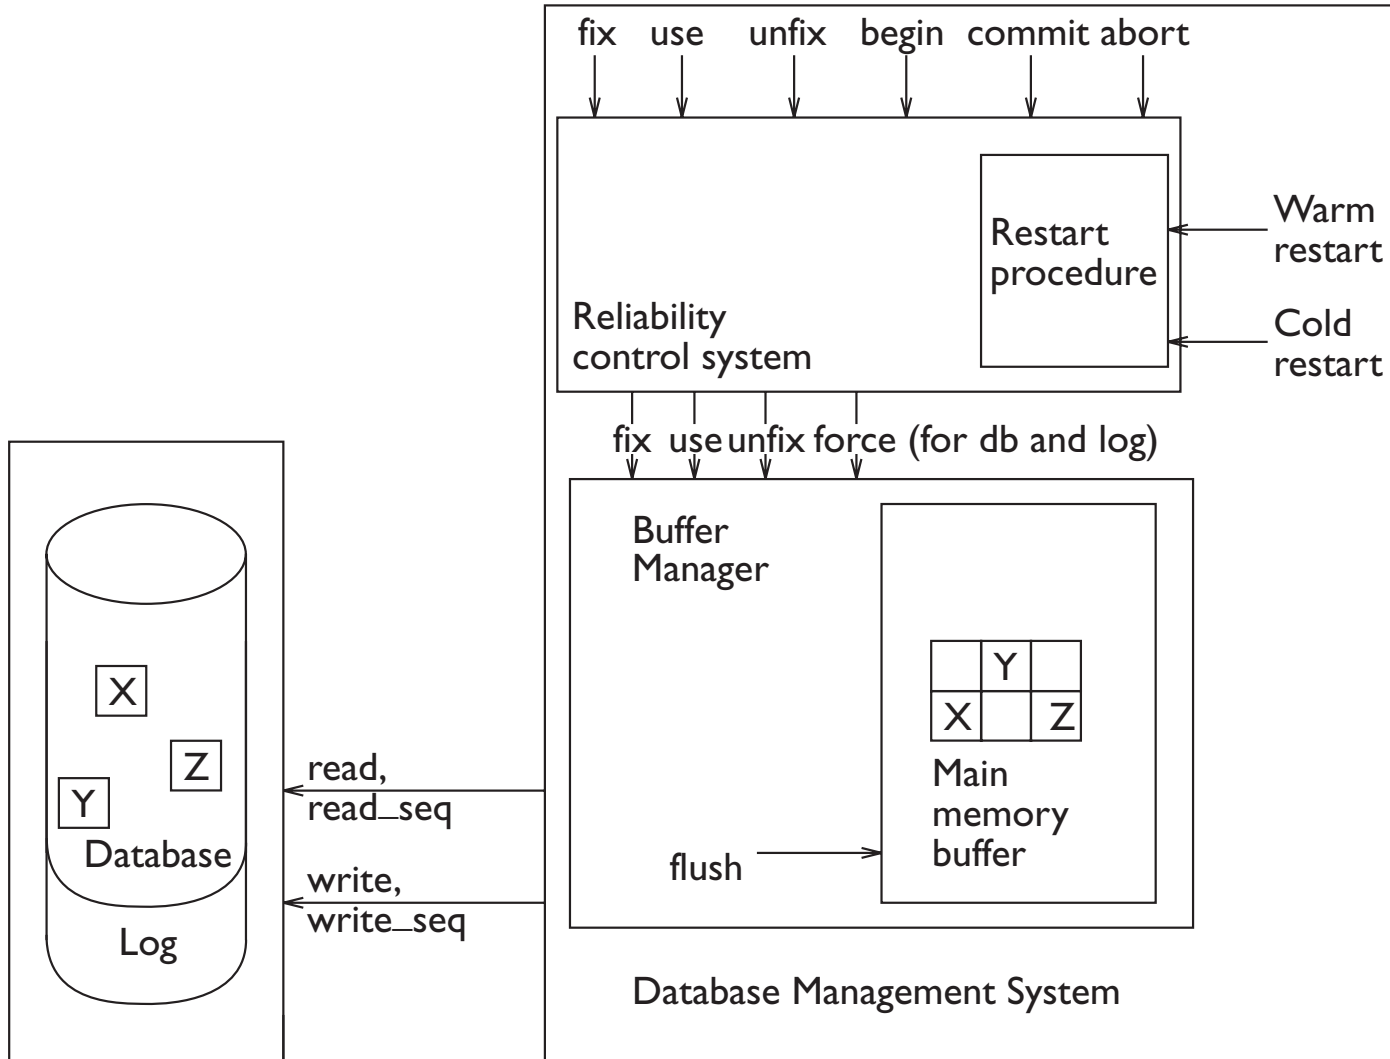 fix use unfix begin commit abort
Warm
restart
Restart
procedure
Cold
restart
Reliability
control system
fix use unfix force (for db and log)
Buffer
Manager
Y
X Z
Main
memory
buffer
flush
X
Z
Y
Database
Log
read,
read_seq
write,
write_seq
Database Management System